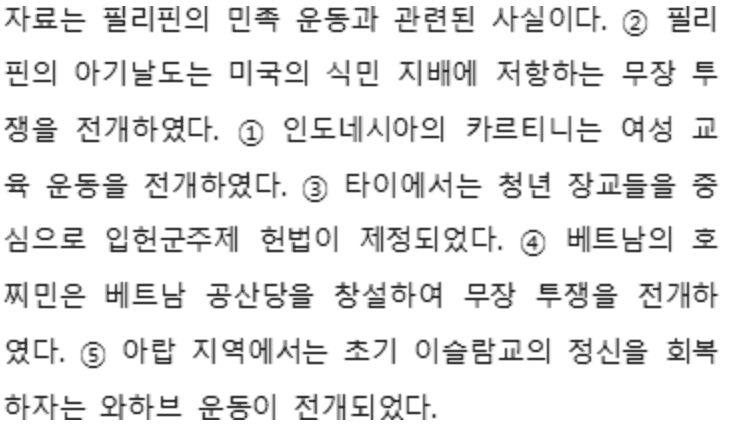 자료는 필리핀의 민족 운동과 관련된 사실이다. ② 필리
핀의 아기날도는 미국의 식민 지배에 저항하는 무장 투
쟁을 전개하였다. ① 인도네시아의 카르티니는 여성 교
육 운동을 전개하였다. ③ 타이에서는 청년 장교들을 중
심으로 입헌군주제 헌법이 제정되었다. ④ 베트남의 호
찌민은 베트남 공산당을 창설하여 무장 투쟁을 전개하
였다. ⑤ 아랍 지역에서는 초기 이슬람교의 정신을 회복
하자는 와하브 운동이 전개되었다.